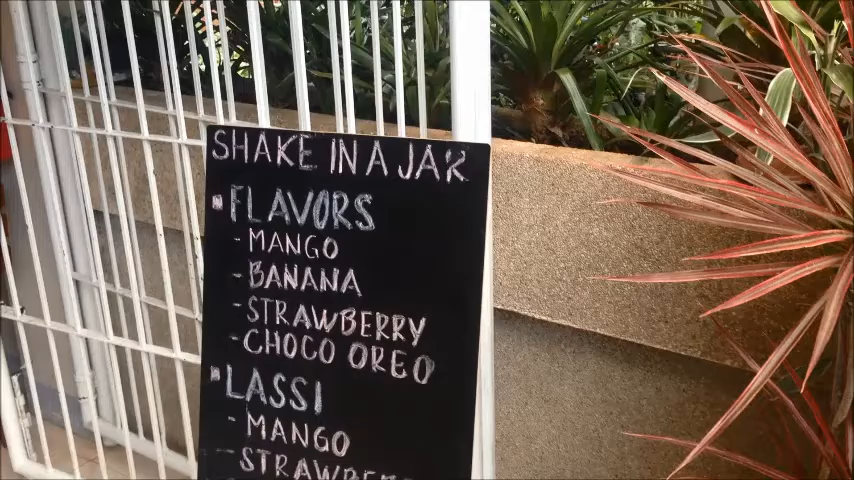 SHAKE IN A JAR
▪FLAVORS
- MANGO
- BANANA
- STRAWBERRY
- CHOCO OREO
▪LASSI
- MANGO